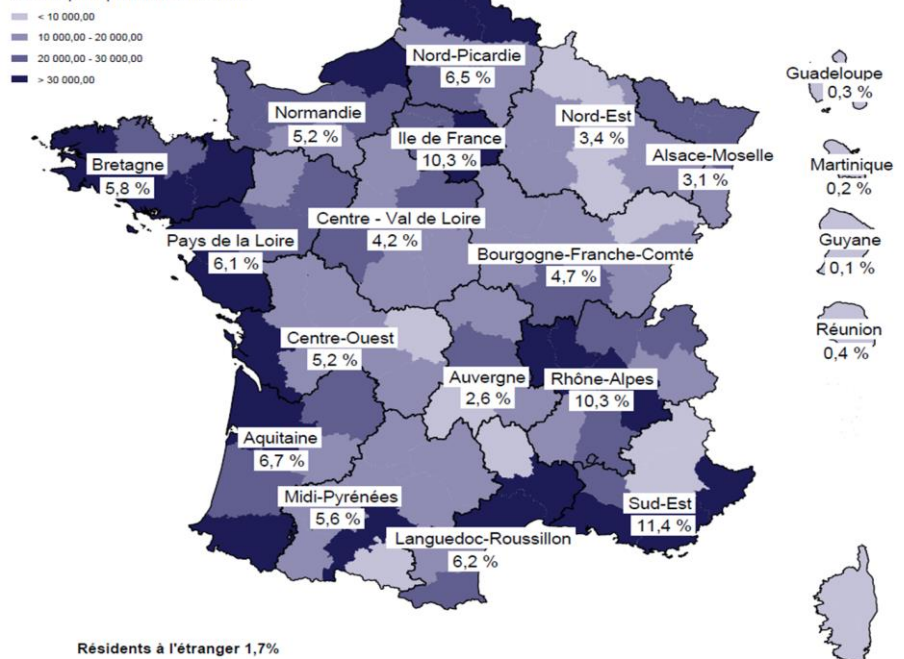 < 10 000,00
10 000,00 - 20 000,00
20 000,00 - 30 000,00
> 30 000,00
Nord-Picardie
6,5 %
Normandie
5,2 %
Ile de France
10,3 %
Nord-Est
3,4 %
Alsace-Moselle
3,1 %
Bretagne
5,8 %
Pays de la Loire
6,1 %
Centre - Val de Loire
4,2 %
Bourgogne-Franche-Comté
4,7 %
Centre-Ouest
5,2 %
Auvergne
2,6 %
Rhône-Alpes
10,3 %
Aquitaine
6,7 %
Midi-Pyrénées
5,6 %
Languedoc-Roussillon
6,2 %
Sud-Est
11,4 %
Guadeloupe
0,3 %
Martinique
0,2 %
Guyane
0,1 %
Réunion
0,4 %
Résidents à l'étranger 1,7%